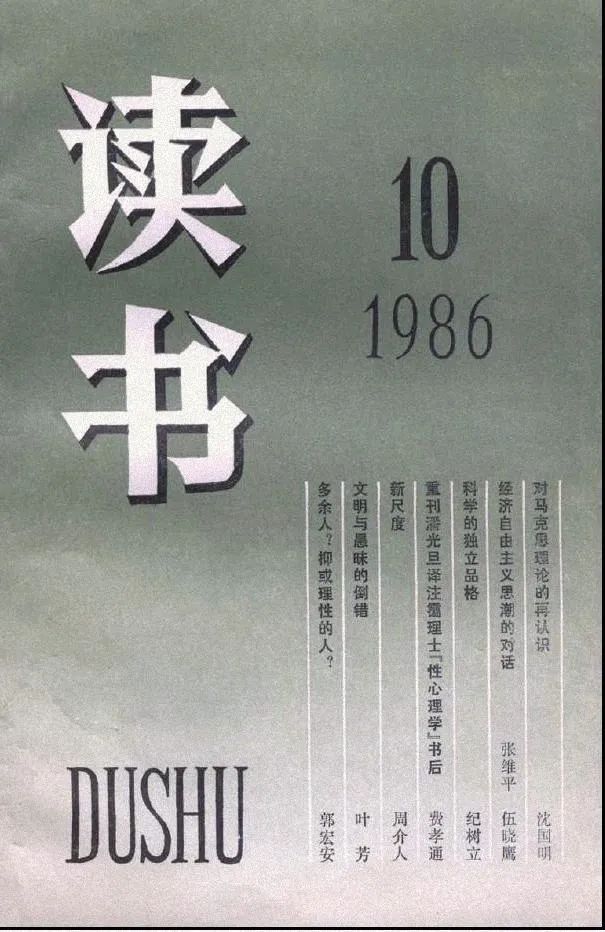 读书
10
1986
对马克思理论的再认识 沈国明
经济自由主义思潮的对话 张维平 伍晓鹰
科学的独立品格 纪树立
重刊潘光旦译注霭理士『性心理学』书后 费孝通
新尺度 周介人
文明与愚昧的倒错 叶芳
多余人？抑或理性的人？ 郭宏安
DUSHU